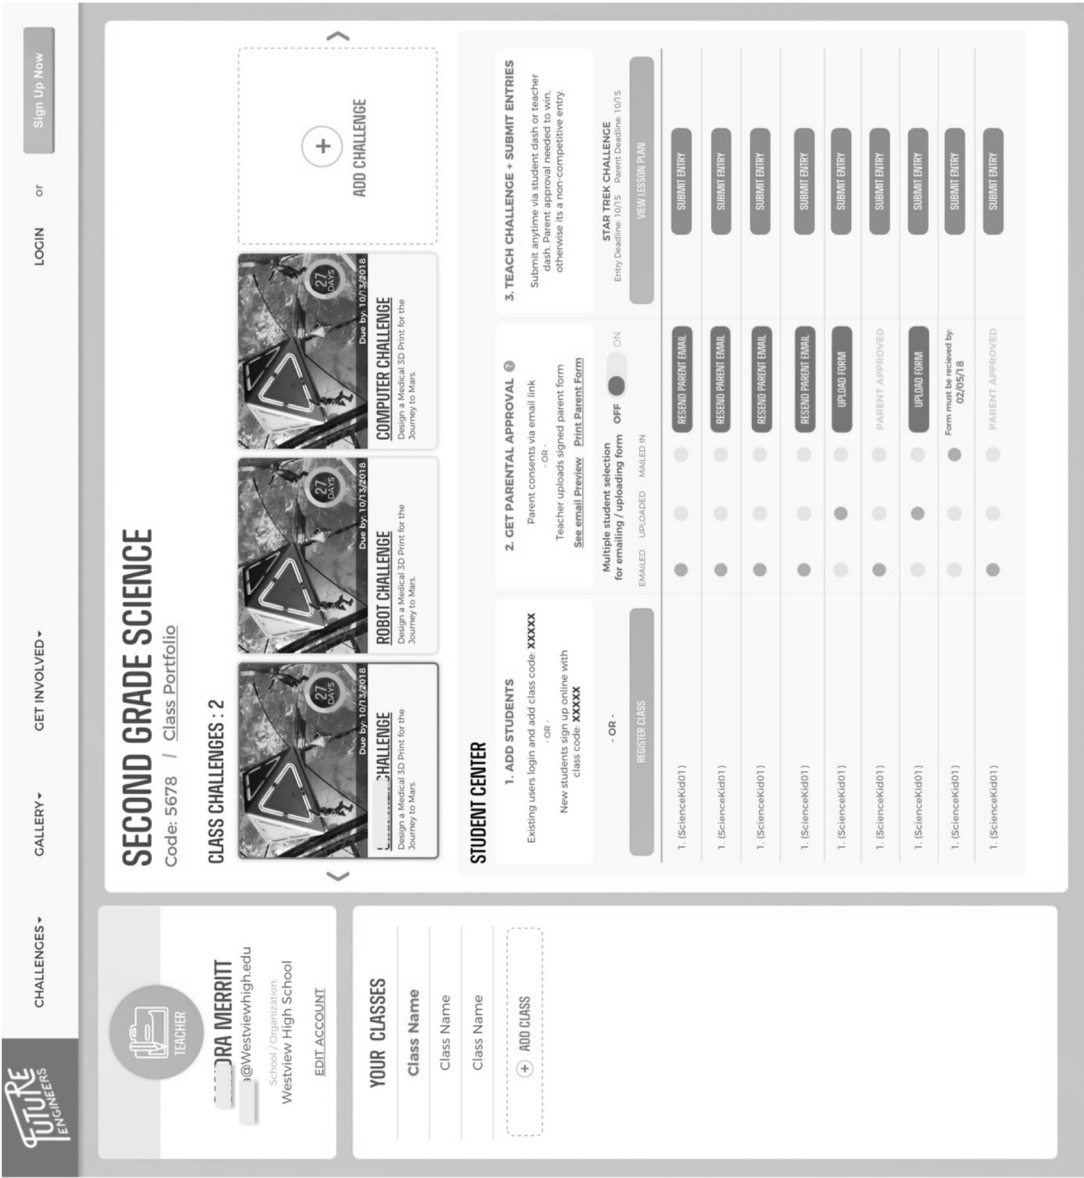 FUTURE
ENGINEERS
CHALLENGES
GALLERY
GET INVOLVED
LOGIN
or
Sign Up Now
TEACHER
DRA MERRITT
@Westviewhigh.edu
School / Organization:
Westview High School
EDIT ACCOUNT
YOUR CLASSES
Class Name
Class Name
Class Name
+ ADD CLASS
SECOND GRADE SCIENCE
Code: 5678 / Class Portfolio
CLASS CHALLENGES : 2
27
DAYS
Due by: 10/13/2018
CHALLENGE
Design a Medical 3D Print for the
Journey to Mars.
27
DAYS
Due by: 10/13/2018
ROBOT CHALLENGE
Design a Medical 3D Print for the
Journey to Mars.
27
DAYS
Due by: 10/13/2018
COMPUTER CHALLENGE
Design a Medical 3D Print for the
Journey to Mars.
+
ADD CHALLENGE
STUDENT CENTER
1. ADD STUDENTS
Existing users login and add class code: XXXXX
- OR -
New students sign up online with
class code: XXXXX
- OR -
REGISTER CLASS
2. GET PARENTAL APPROVAL ?
Parent consents via email link
- OR -
Teacher uploads signed parent form
See email Preview Print Parent Form
Multiple student selection
for emailing / uploading form
OFF ON
EMAILED UPLOADED MAILED IN
3. TEACH CHALLENGE + SUBMIT ENTRIES
Submit anytime via student dash or teacher
dash. Parent approval needed to win,
otherwise its a non-competitive entry.
STAR TREK CHALLENGE
Entry Deadline: 10/15 Parent Deadline: 10/15
VIEW LESSON PLAN
1. (ScienceKid01) RESEND PARENT EMAIL SUBMIT ENTRY
1. (ScienceKid01) RESEND PARENT EMAIL SUBMIT ENTRY
1. (ScienceKid01) RESEND PARENT EMAIL SUBMIT ENTRY
1. (ScienceKid01) RESEND PARENT EMAIL SUBMIT ENTRY
1. (ScienceKid01) UPLOAD FORM SUBMIT ENTRY
1. (ScienceKid01) PARENT APPROVED SUBMIT ENTRY
1. (ScienceKid01) UPLOAD FORM SUBMIT ENTRY
1. (ScienceKid01) Form must be recieved by: SUBMIT ENTRY
02/05/18
1. (ScienceKid01) PARENT APPROVED SUBMIT ENTRY